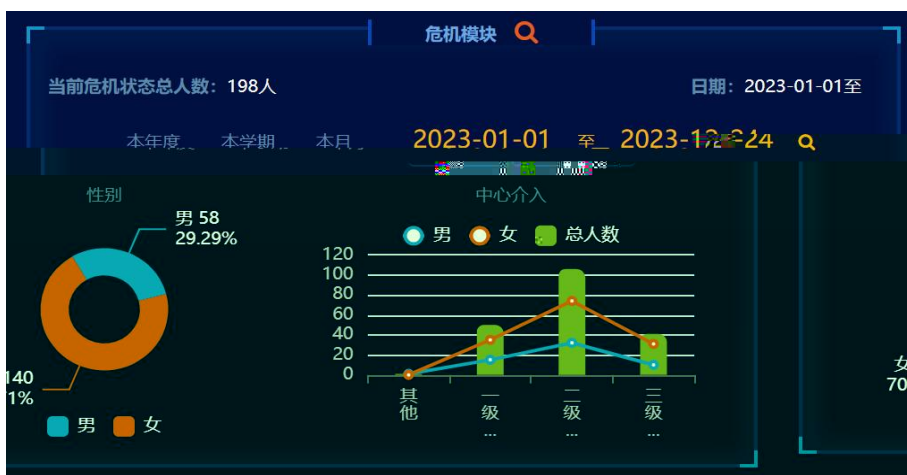 危机模块
当前危机状态总人数：198人
日期：2023-01-01至
本年度 本学期 本月 2023-01-01 至 2023-12-24
性别
中心介入
男 58
29.29%
男 女 总人数
120
100
80
60
40
20
0
140
1%
女
70
其他 一级... 二级... 三级...
男 女